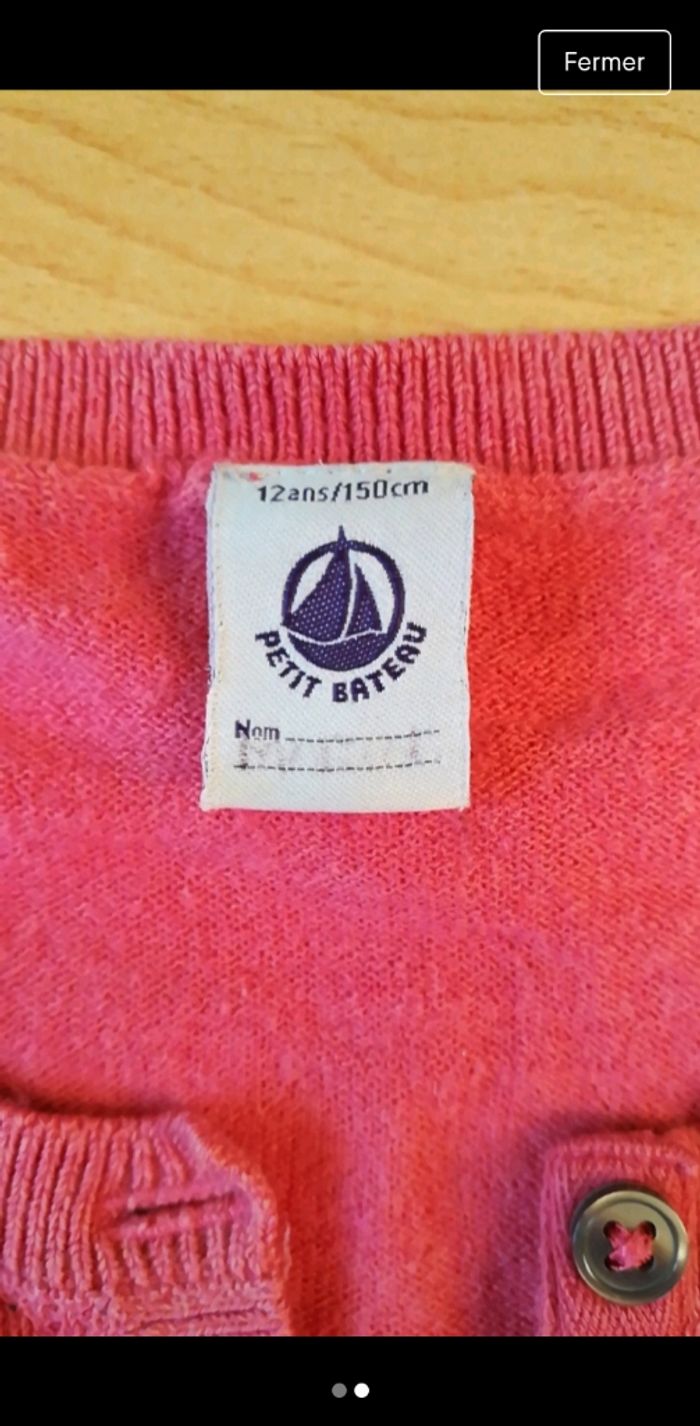 Fermer
12ans/150cm
PETIT BATEAU
Nom